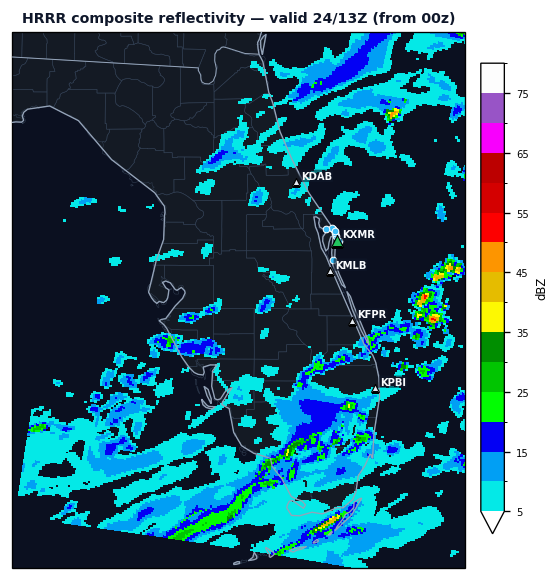 HRRR composite reflectivity — valid 24/13Z (from 00z)
KDAB
KXMR
KMLB
KFPR
KPBI
75
65
55
45
35
25
15
5
dBZ